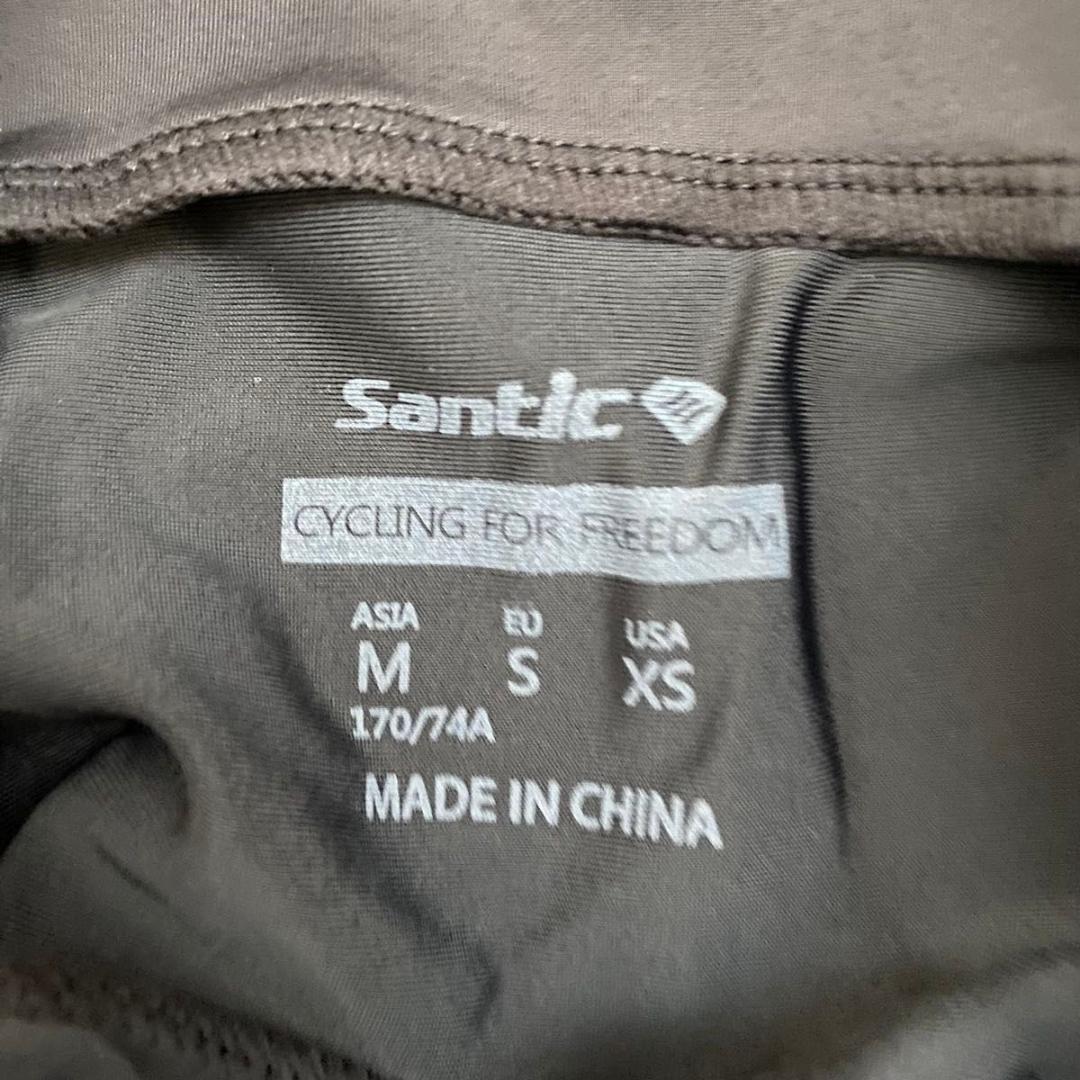 Santic
CYCLING FOR FREEDOM
ASIA EU USA
M S XS
170/74A
MADE IN CHINA